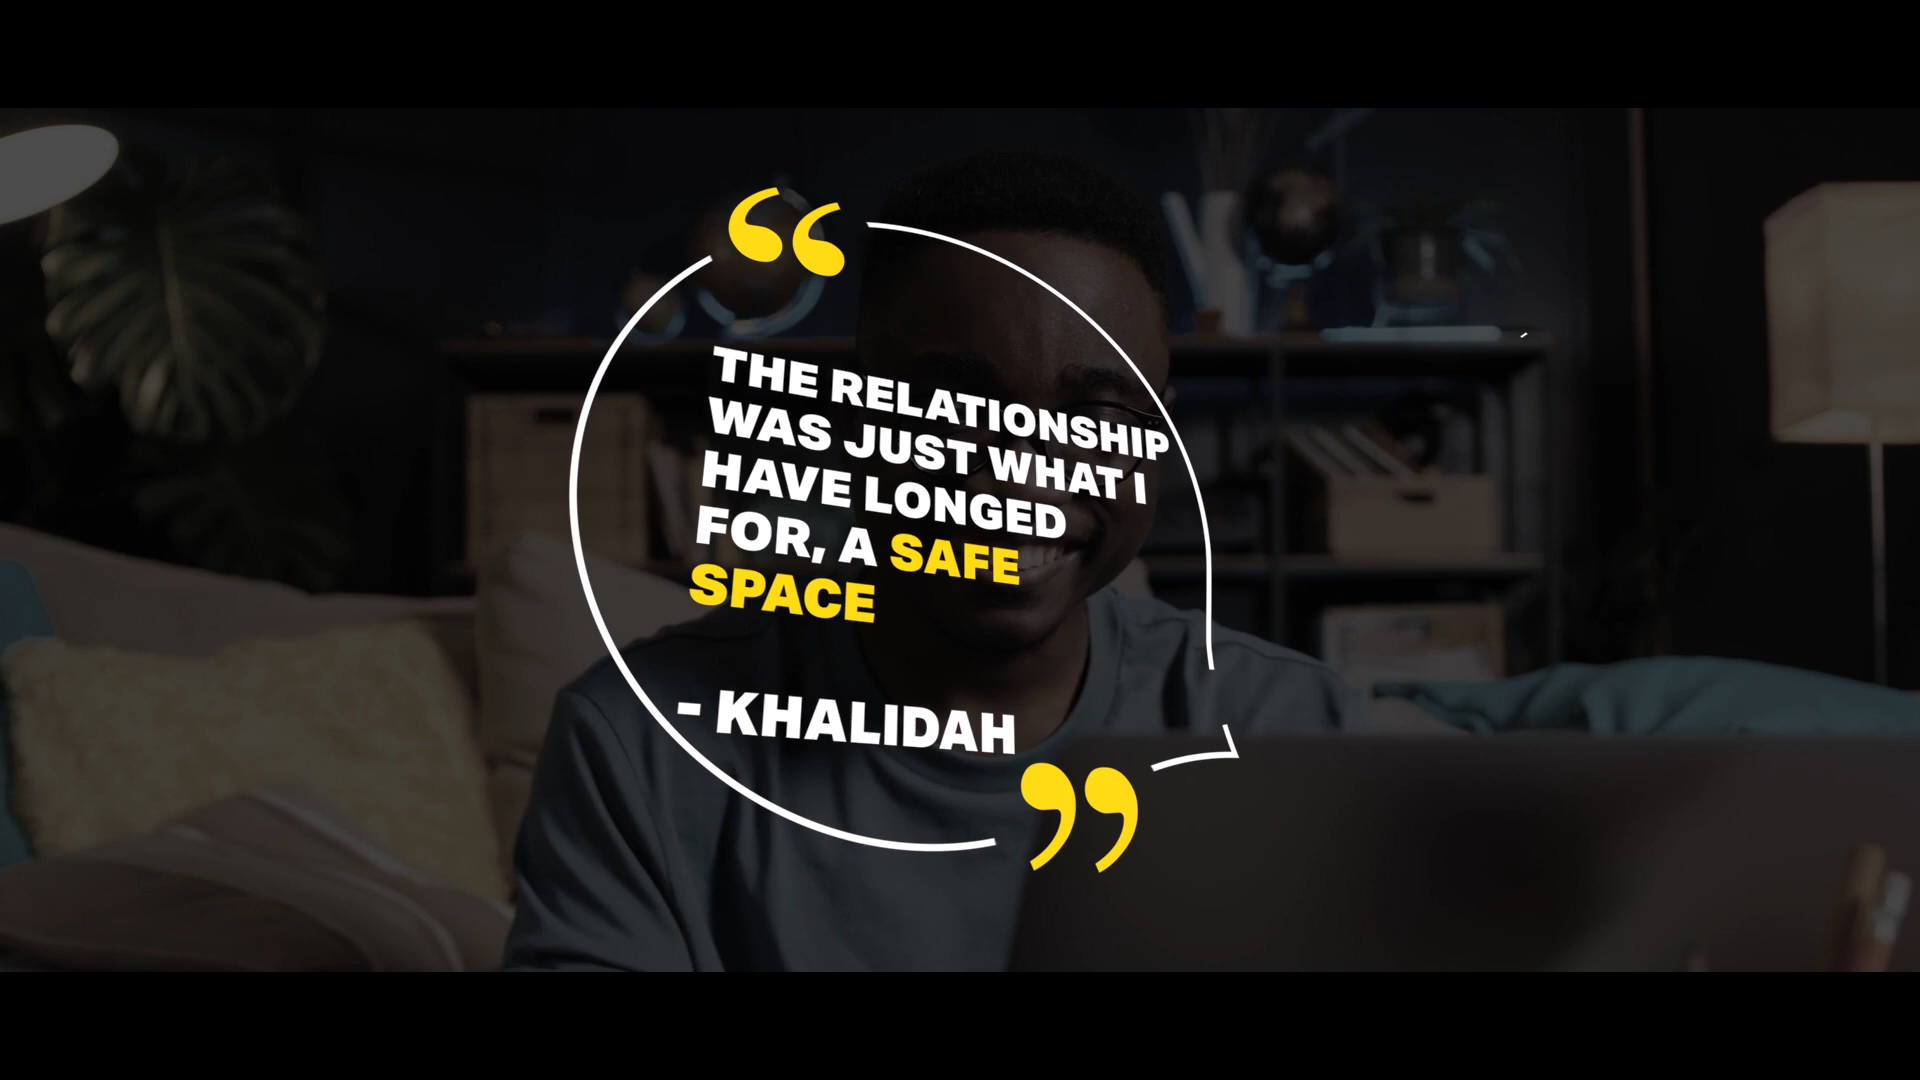 “
THE RELATIONSHIP
WAS JUST WHAT I
HAVE LONGED
FOR, A SAFE
SPACE
- KHALIDAH
”